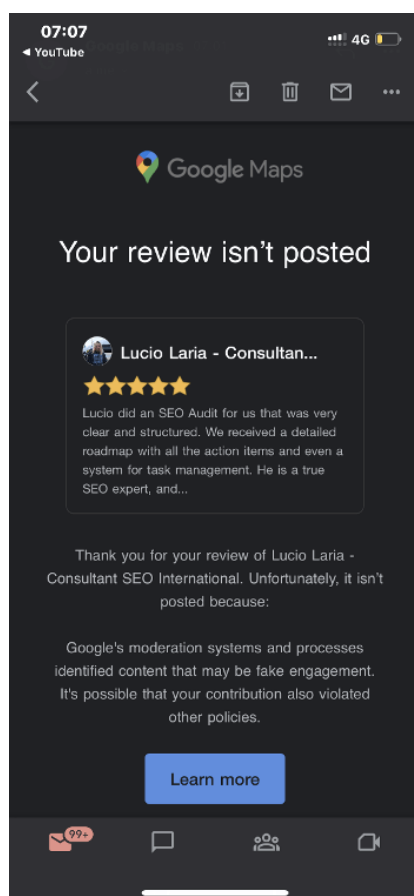 07:07
4G
◀ YouTube
Google Maps
Google Maps
Your review isn't posted
Lucio Laria - Consultan...
Lucio did an SEO Audit for us that was very
clear and structured. We received a detailed
roadmap with all the action items and even a
system for task management. He is a true
SEO expert, and...
Thank you for your review of Lucio Laria -
Consultant SEO International. Unfortunately, it isn't
posted because:
Google's moderation systems and processes
identified content that may be fake engagement.
It's possible that your contribution also violated
other policies.
Learn more
99+